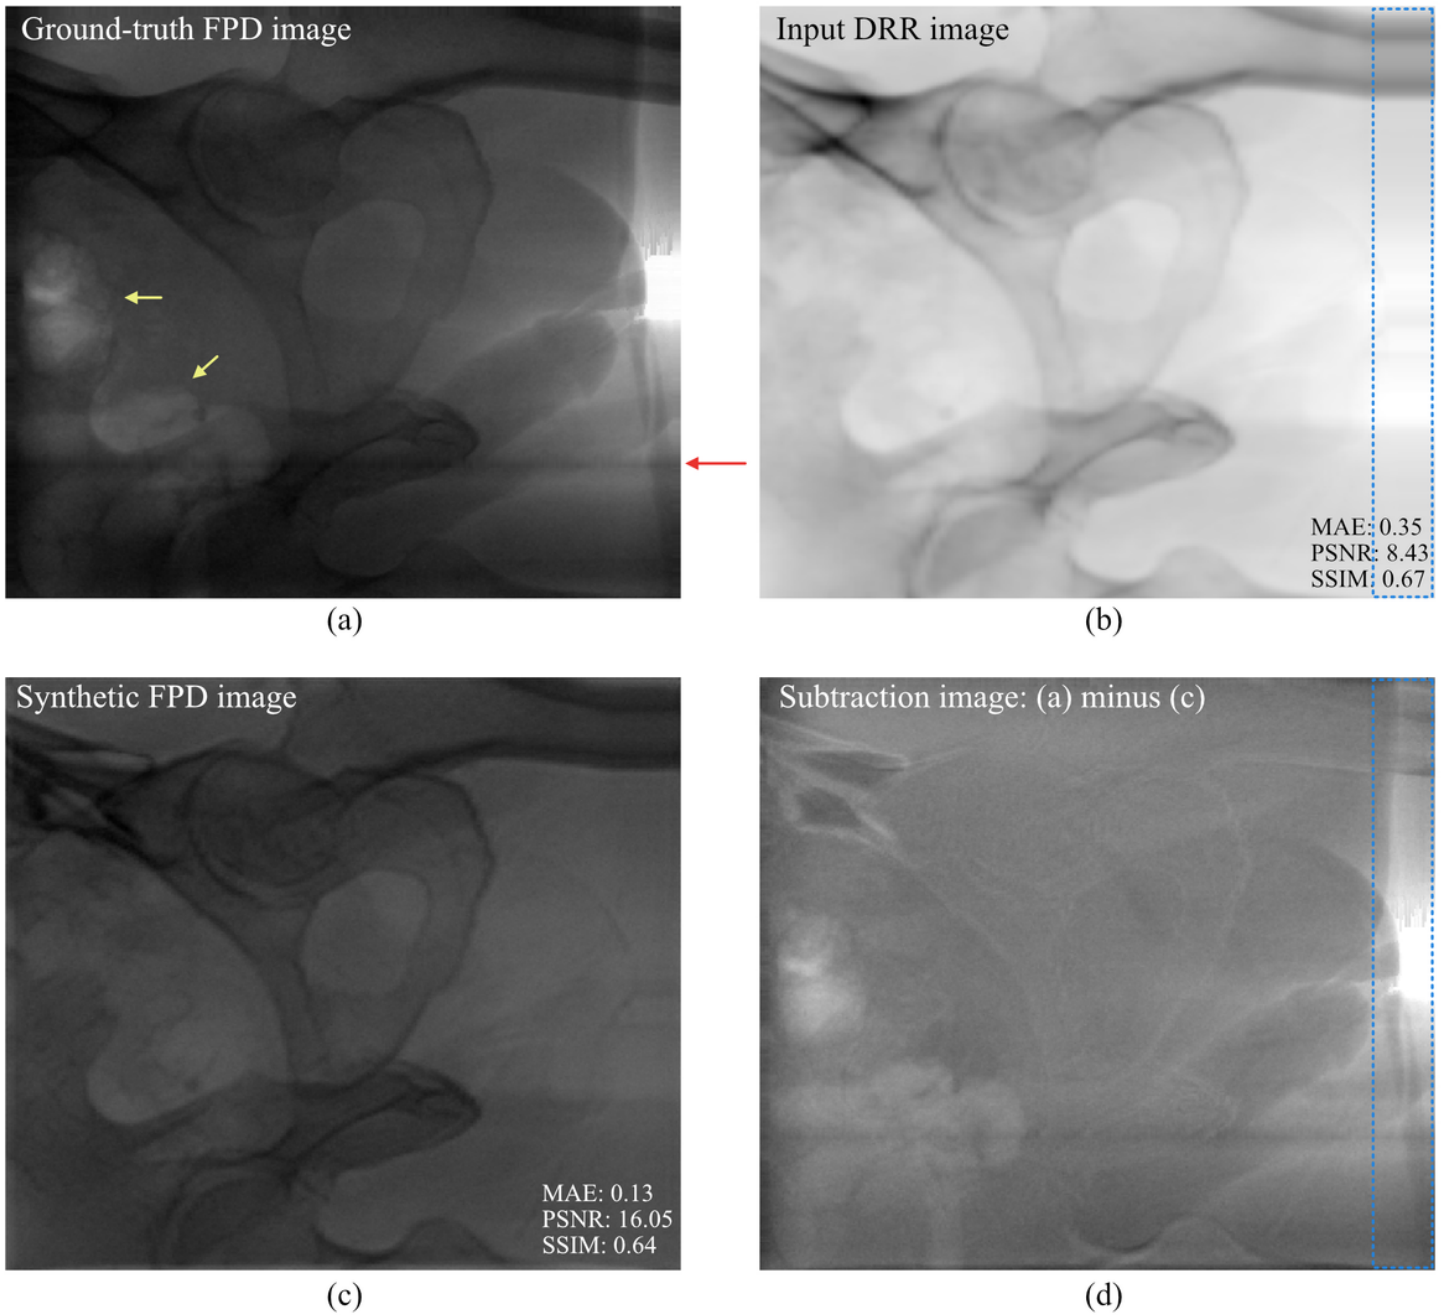 Ground-truth FPD image
Input DRR image
MAE: 0.35
PSNR: 8.43
SSIM: 0.67
(a)
(b)
Synthetic FPD image
Subtraction image: (a) minus (c)
MAE: 0.13
PSNR: 16.05
SSIM: 0.64
(c)
(d)